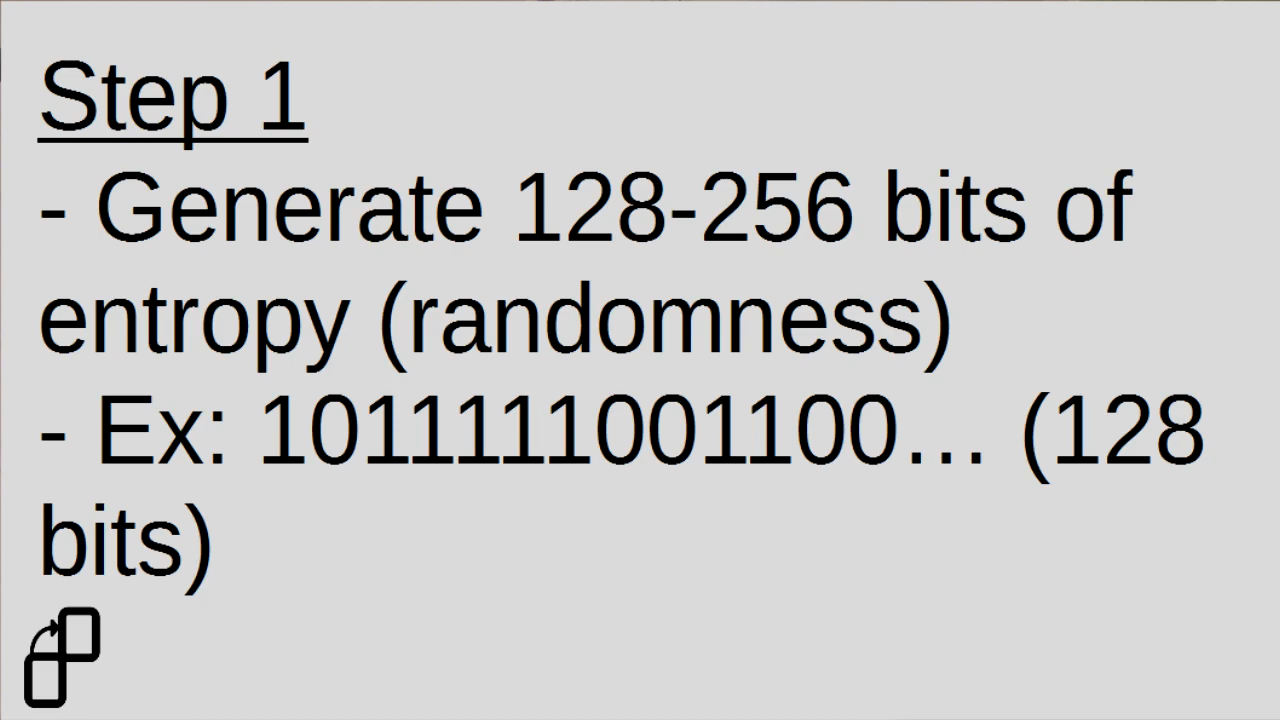 Step 1
- Generate 128-256 bits of
entropy (randomness)
- Ex: 1011111001100… (128
bits)